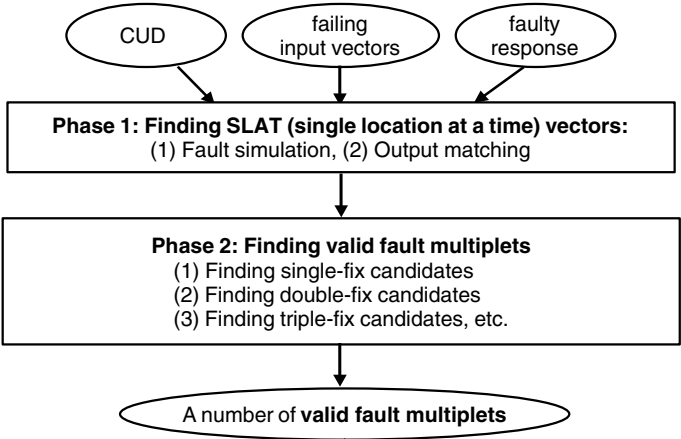 CUD
failing
input vectors
faulty
response
Phase 1: Finding SLAT (single location at a time) vectors:
(1) Fault simulation, (2) Output matching
Phase 2: Finding valid fault multiplets
(1) Finding single-fix candidates
(2) Finding double-fix candidates
(3) Finding triple-fix candidates, etc.
A number of valid fault multiplets